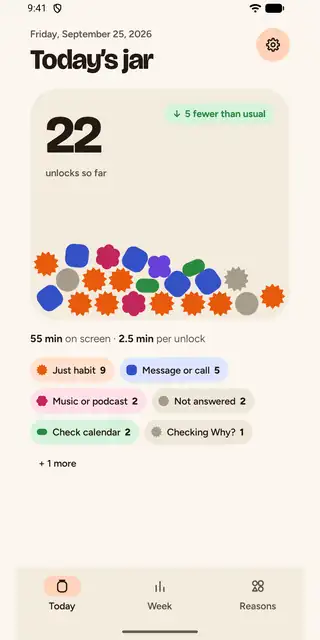 9:41
Friday, September 25, 2026
Today's jar
22
↓ 5 fewer than usual
unlocks so far
55 min on screen · 2.5 min per unlock
Just habit 9
Message or call 5
Music or podcast 2
Not answered 2
Check calendar 2
Checking Why? 1
+ 1 more
Today
Week
Reasons